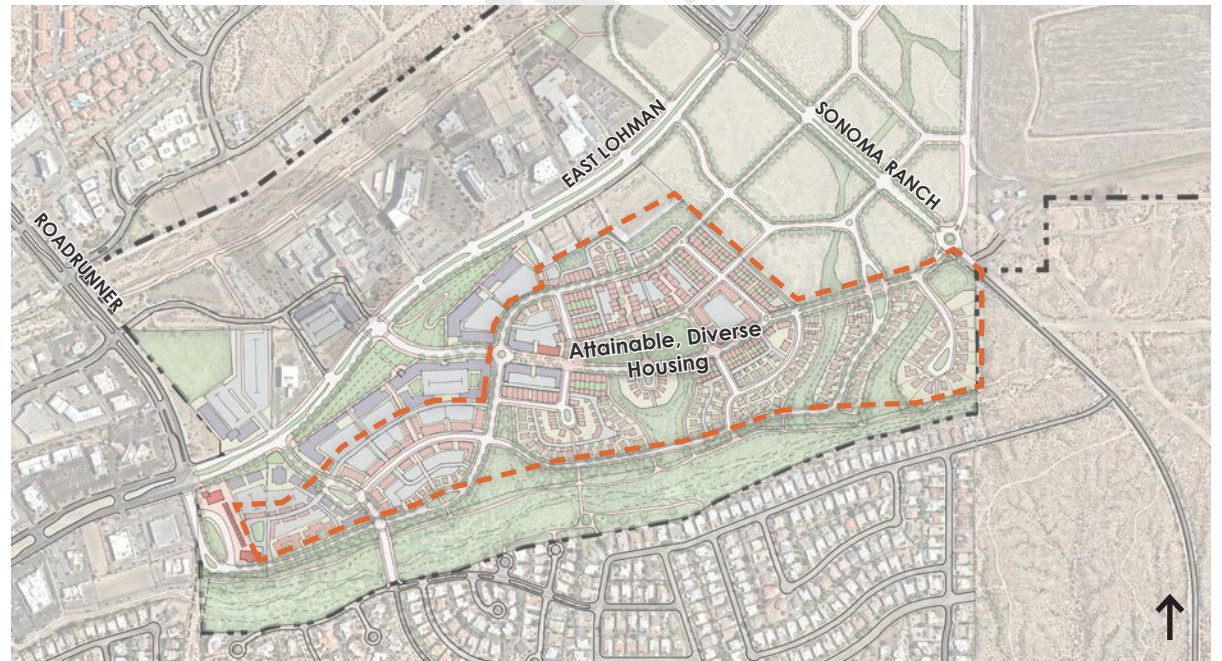 EAST LOHMAN
SONOMA RANCH
ROADRUNNER
Attainable, Diverse
Housing